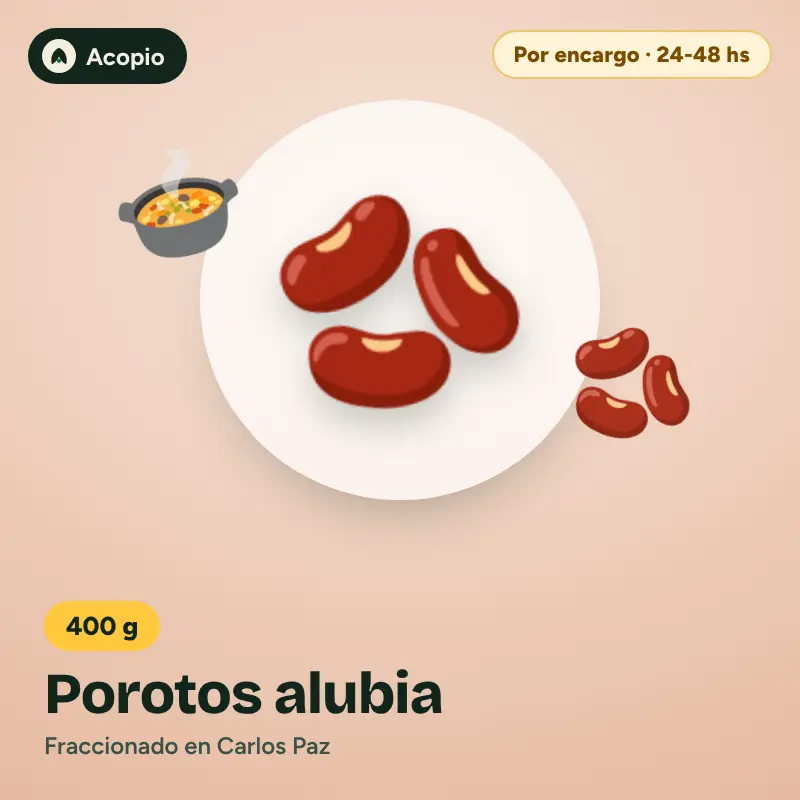 Acopio
Por encargo · 24-48 hs
400 g
Porotos alubia
Fraccionado en Carlos Paz